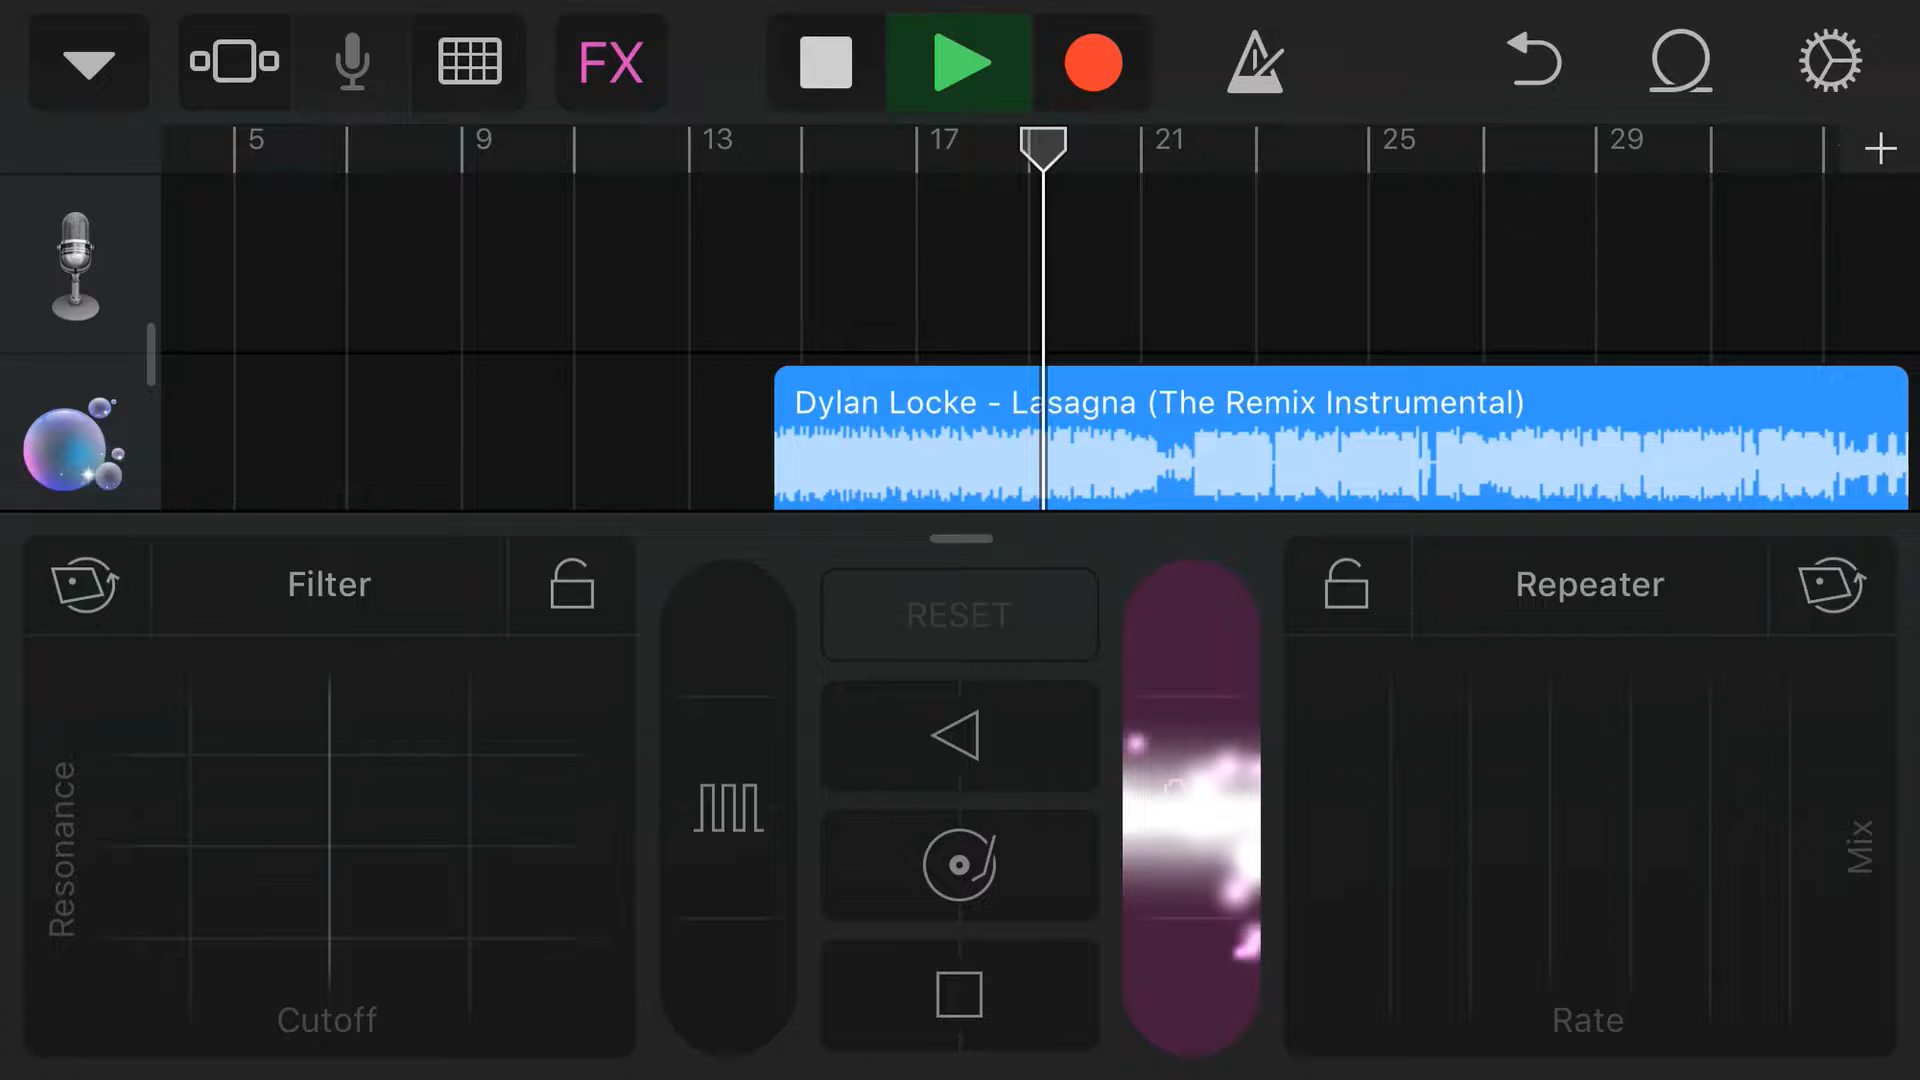 FX
5 9 13 17 21 25 29
Dylan Locke - Lasagna (The Remix Instrumental)
Filter
RESET
Repeater
Resonance
Mix
Cutoff
Rate